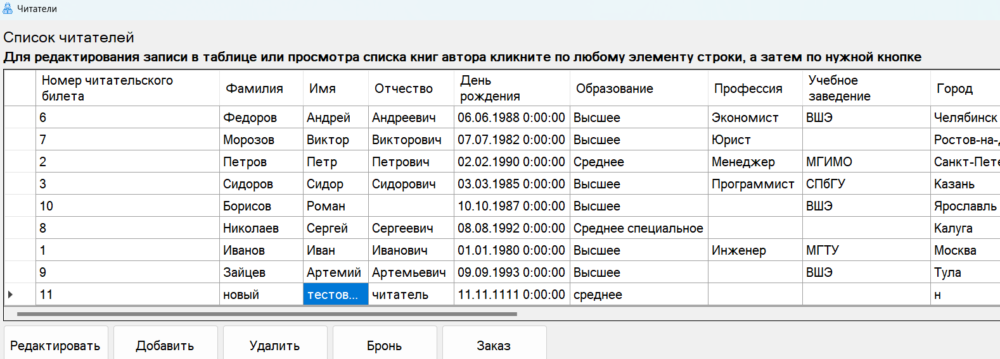 Читатели
Список читателей
Для редактирования записи в таблице или просмотра списка книг автора кликните по любому элементу строки, а затем по нужной кнопке
Номер читательского билета Фамилия Имя Отчество День рождения Образование Профессия Учебное заведение Город
6 Федоров Андрей Андреевич 06.06.1988 0:00:00 Высшее Экономист ВШЭ Челябинск
7 Морозов Виктор Викторович 07.07.1982 0:00:00 Высшее Юрист Ростов-на-
2 Петров Петр Петрович 02.02.1990 0:00:00 Среднее Менеджер МГИМО Санкт-Пете
3 Сидоров Сидор Сидорович 03.03.1985 0:00:00 Высшее Программист СПбГУ Казань
10 Борисов Роман 10.10.1987 0:00:00 Высшее ВШЭ Ярославль
8 Николаев Сергей Сергеевич 08.08.1992 0:00:00 Среднее специальное Калуга
1 Иванов Иван Иванович 01.01.1980 0:00:00 Высшее Инженер МГТУ Москва
9 Зайцев Артемий Артемьевич 09.09.1993 0:00:00 Высшее ВШЭ Тула
11 новый тестов... читатель 11.11.1111 0:00:00 среднее н
Редактировать Добавить Удалить Бронь Заказ